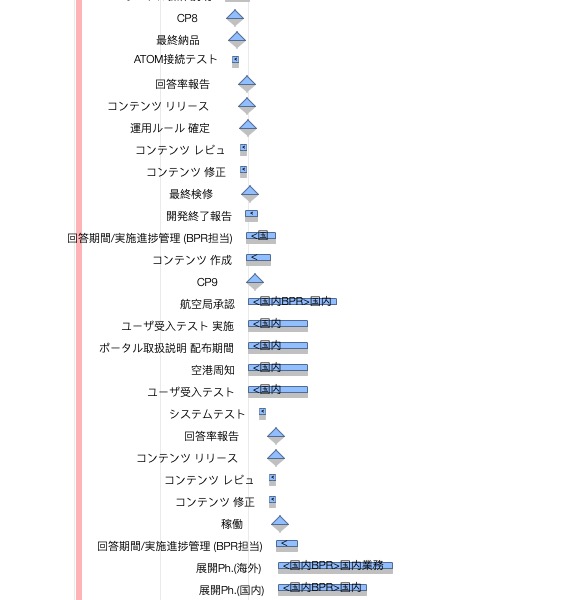 CP8
最終納品
ATOM接続テスト
回答率報告
コンテンツ リリース
運用ルール 確定
コンテンツ レビュ
コンテンツ 修正
最終検修
開発終了報告
回答期間/実施進捗管理 (BPR担当) <国
コンテンツ 作成 <
CP9
航空局承認 <国内BPR>国内
ユーザ受入テスト 実施 <国内
ポータル取扱説明 配布期間 <国内
空港周知 <国内
ユーザ受入テスト <国内
システムテスト
回答率報告
コンテンツ リリース
コンテンツ レビュ
コンテンツ 修正
稼働
回答期間/実施進捗管理 (BPR担当) <
展開Ph.(海外) <国内BPR>国内業務
展開Ph.(国内) <国内BPR>国内